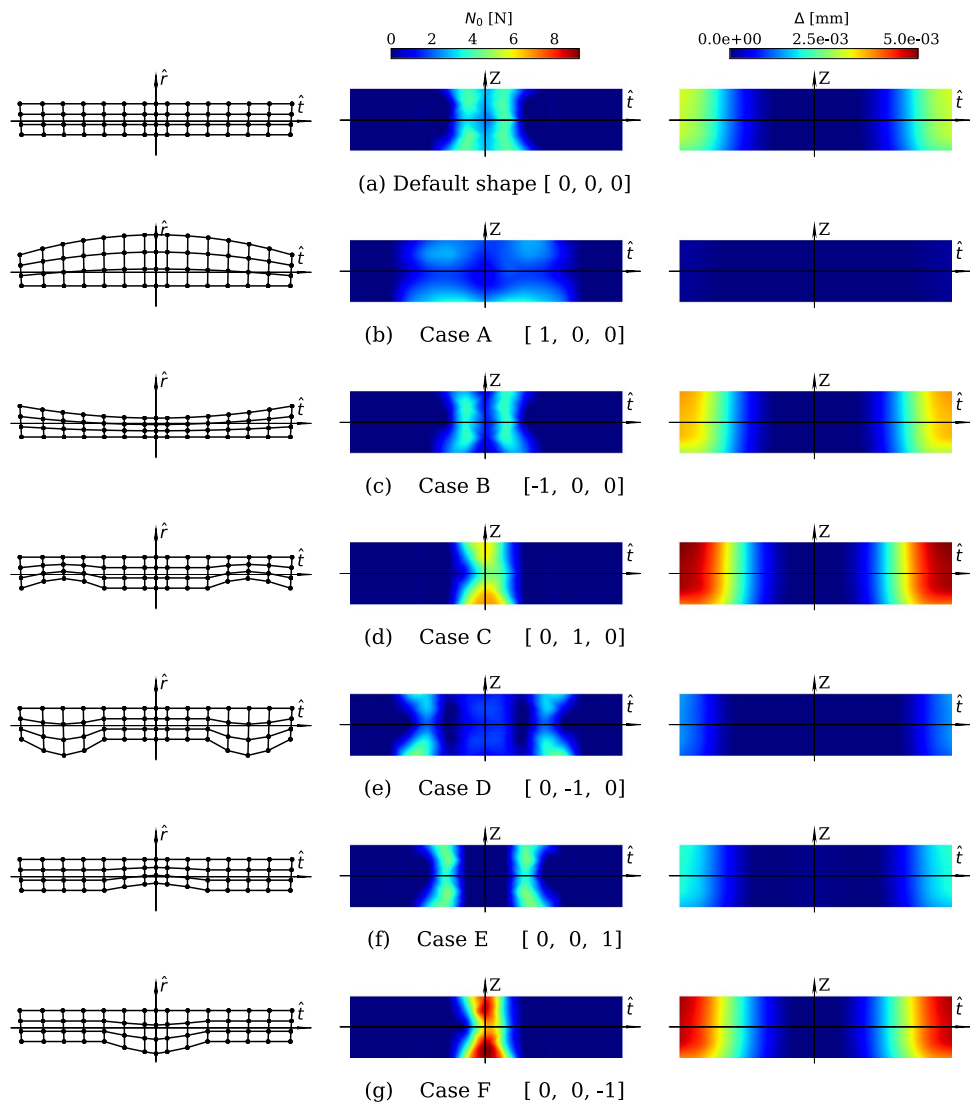 N₀ [N]
Δ [mm]
0 2 4 6 8
0.0e+00 2.5e-03 5.0e-03
r̂ t̂ Z t̂ Z t̂
(a) Default shape [ 0, 0, 0]
r̂ t̂ Z t̂ Z t̂
(b) Case A [ 1, 0, 0]
r̂ t̂ Z t̂ Z t̂
(c) Case B [-1, 0, 0]
r̂ t̂ Z t̂ Z t̂
(d) Case C [ 0, 1, 0]
r̂ t̂ Z t̂ Z t̂
(e) Case D [ 0,-1, 0]
r̂ t̂ Z t̂ Z t̂
(f) Case E [ 0, 0, 1]
r̂ t̂ Z t̂ Z t̂
(g) Case F [ 0, 0,-1]